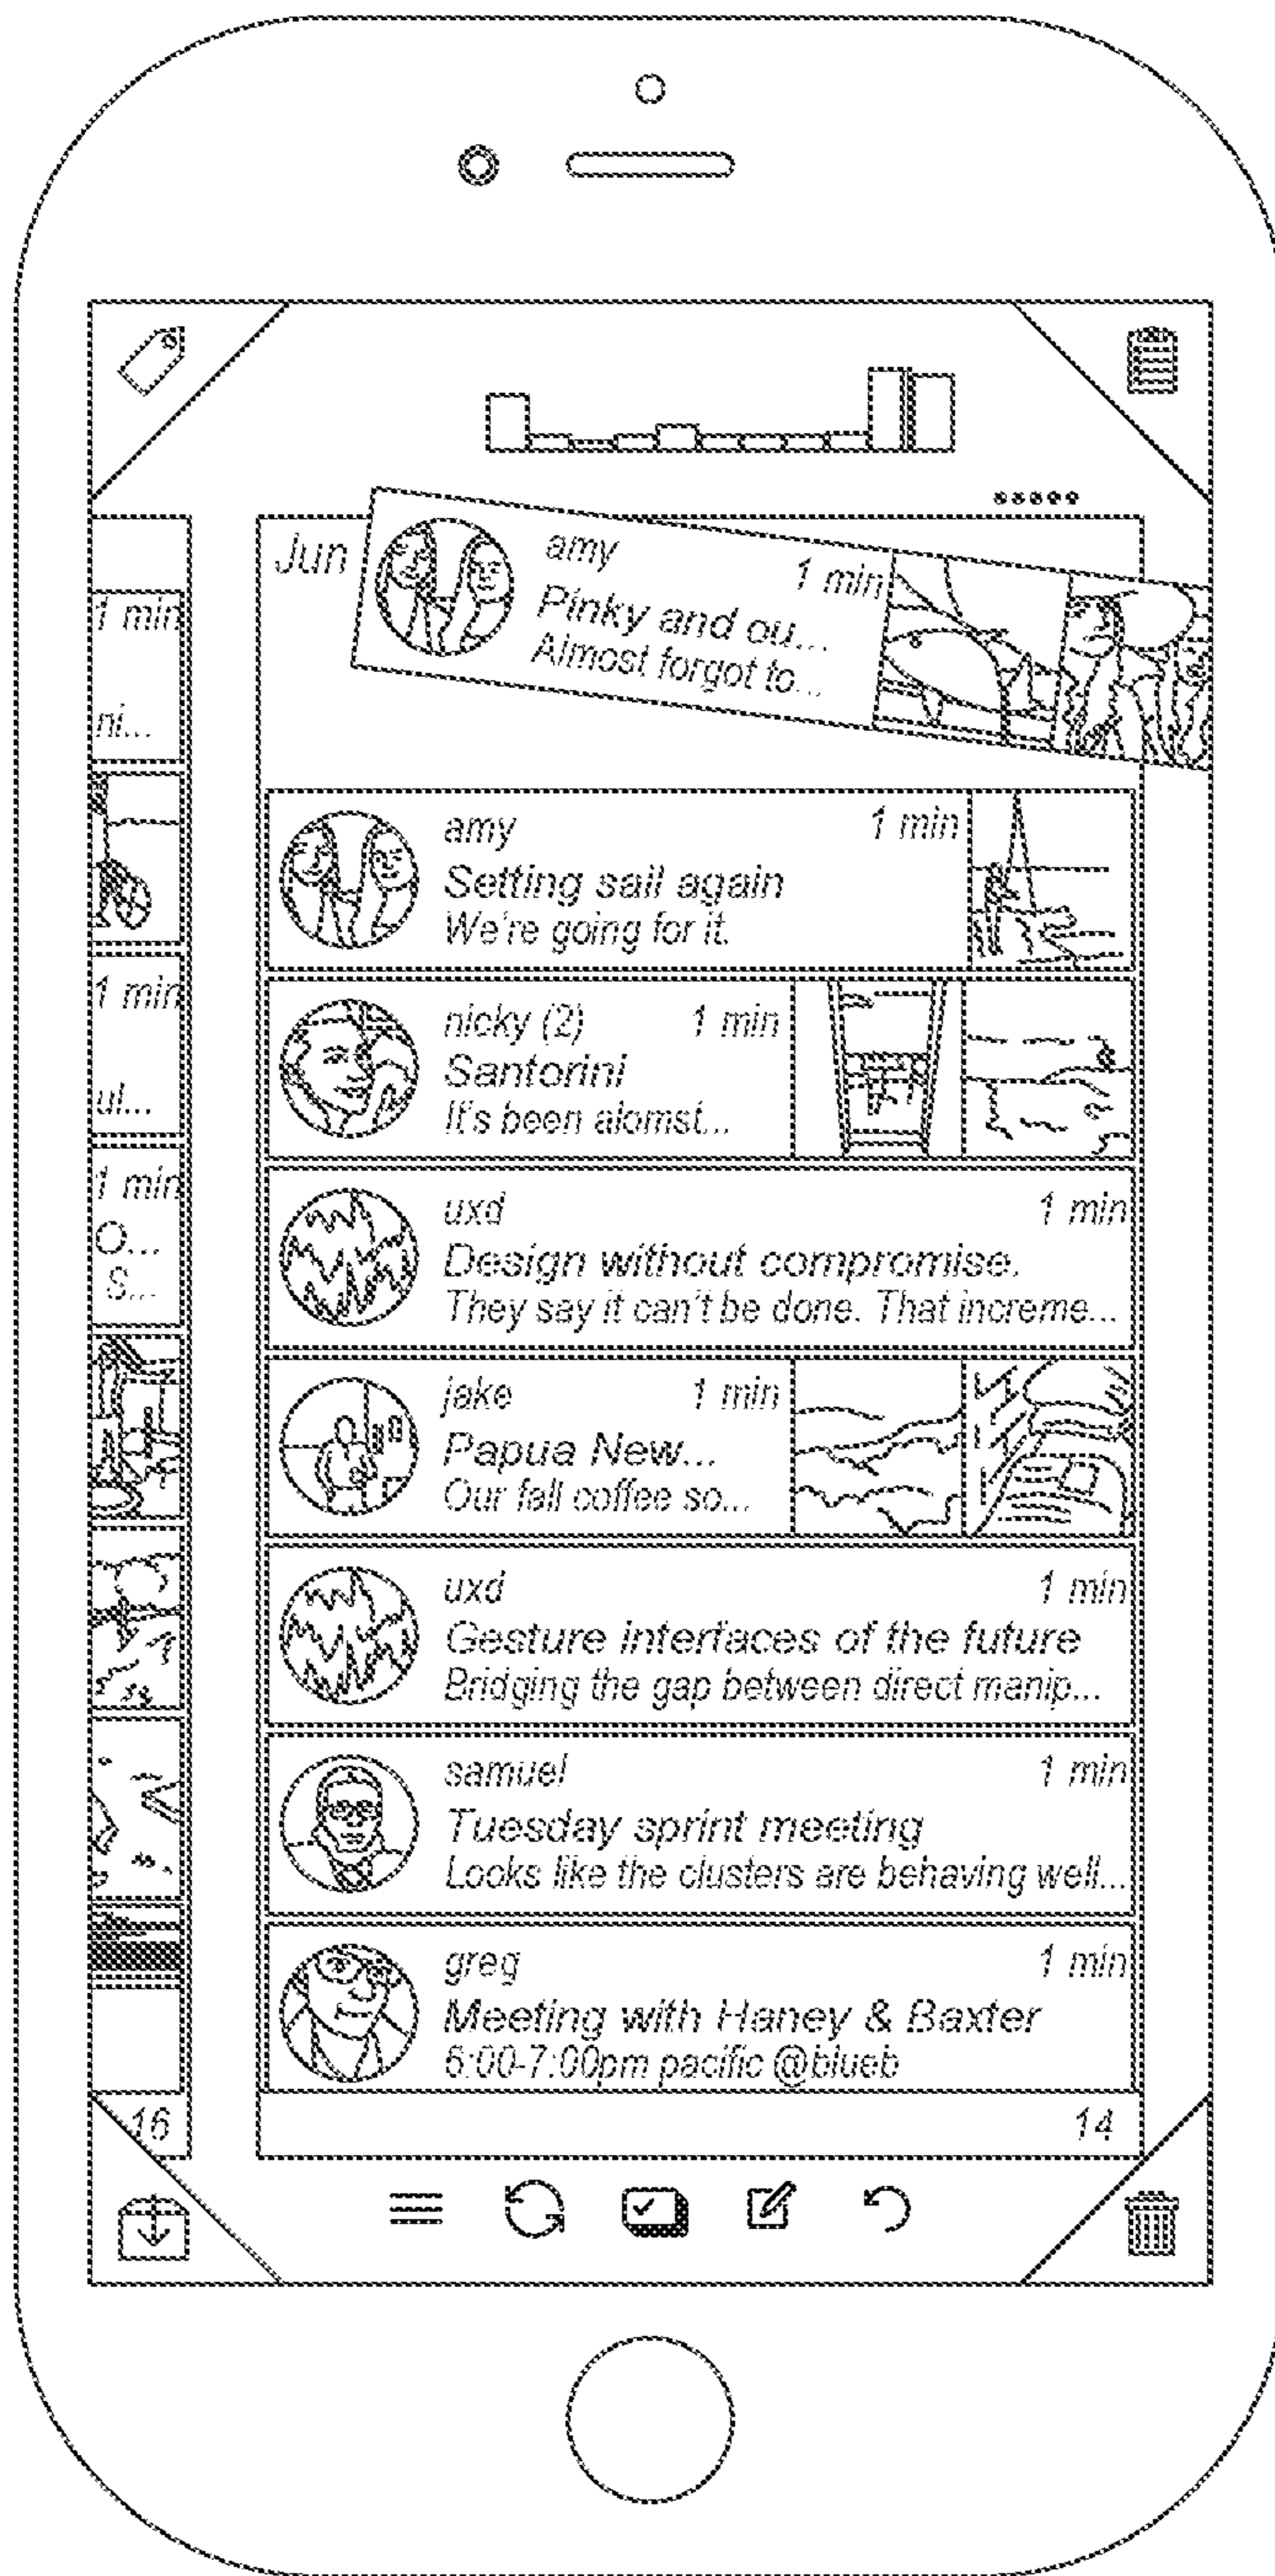 Jun
amy
1 min
Pinky and ou...
Almost forgot to...
1 min
ni...
amy
1 min
Setting sail again
We're going for it.
1 min
ul...
nicky (2)
1 min
Santorini
It's been alomst...
1 min
O...
S...
uxd
1 min
Design without compromise.
They say it can't be done. That increme...
jake
1 min
Papua New...
Our fall coffee so...
uxd
1 min
Gesture interfaces of the future
Bridging the gap between direct manip...
samuel
1 min
Tuesday sprint meeting
Looks like the clusters are behaving well...
greg
1 min
Meeting with Haney & Baxter
6:00-7:00pm pacific @blueb
16
14